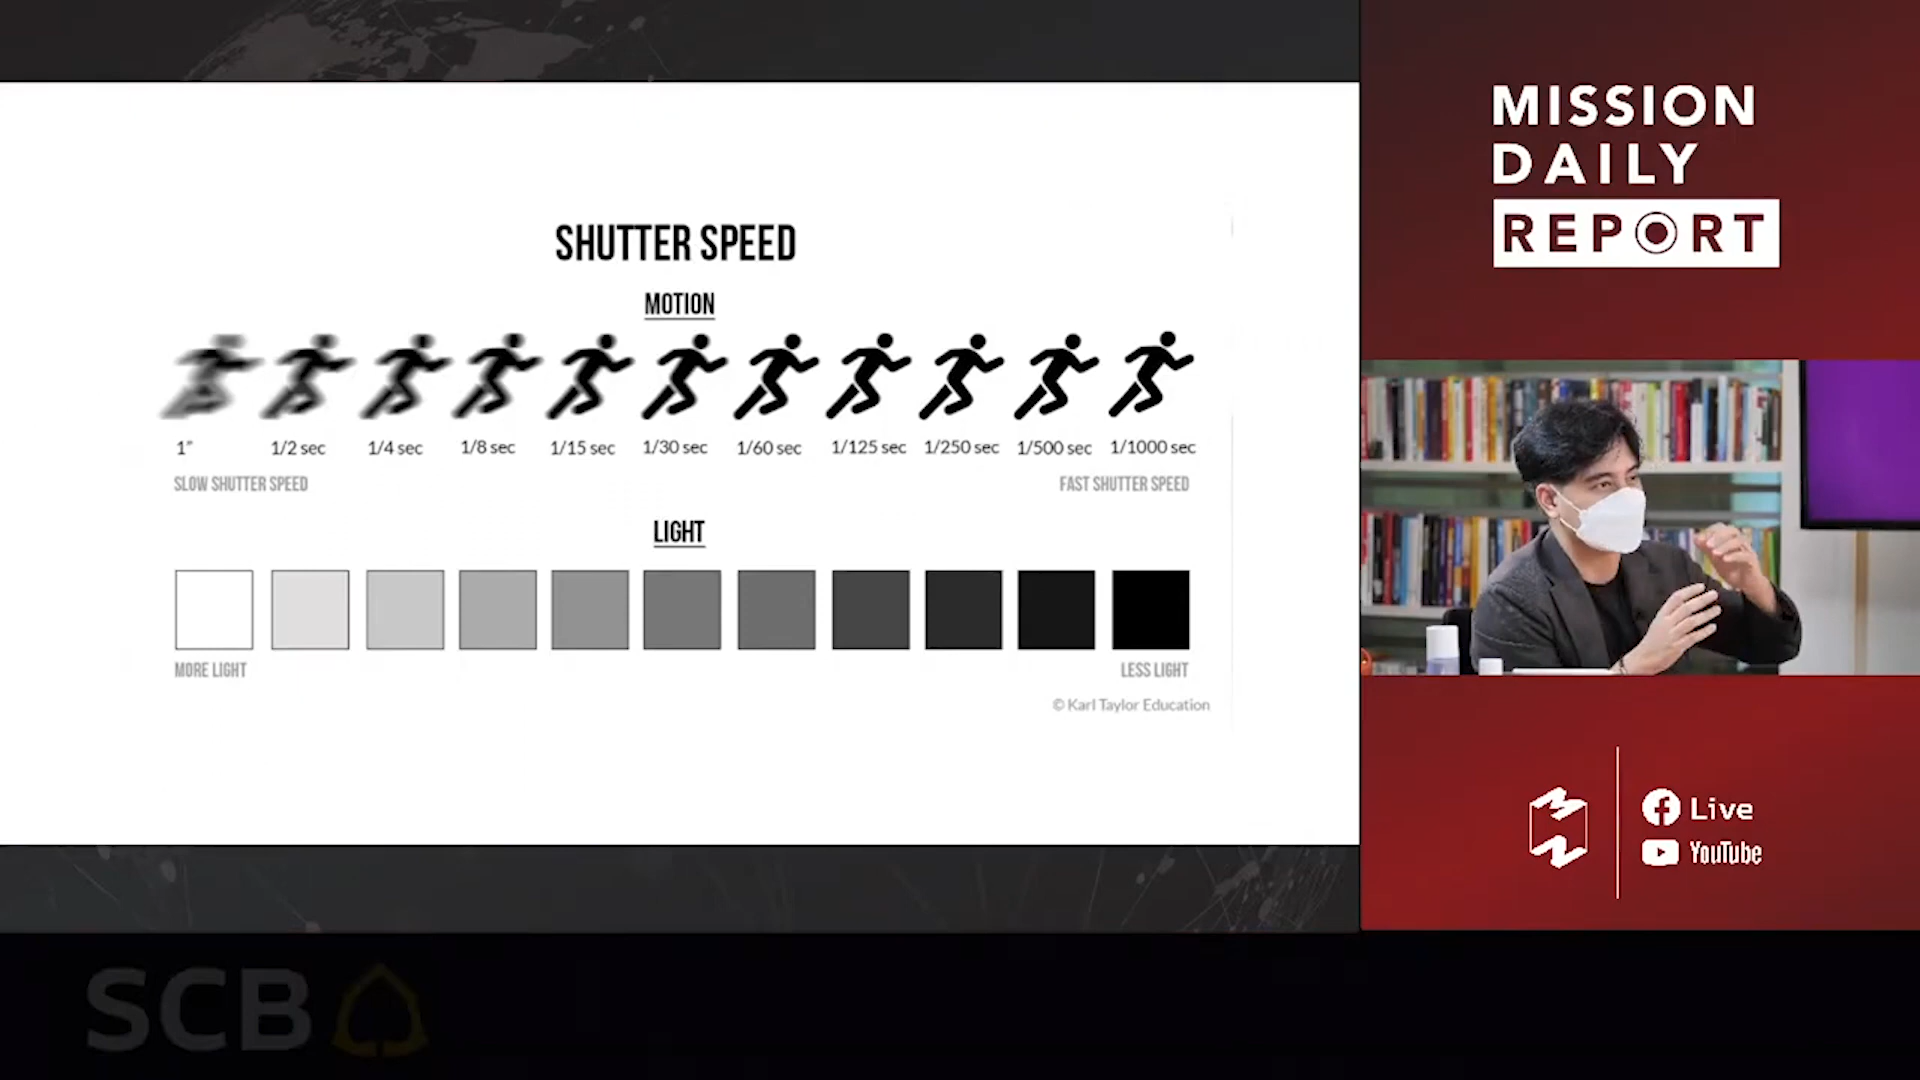 SHUTTER SPEED
MOTION
1" 1/2 sec 1/4 sec 1/8 sec 1/15 sec 1/30 sec 1/60 sec 1/125 sec 1/250 sec 1/500 sec 1/1000 sec
SLOW SHUTTER SPEED FAST SHUTTER SPEED
LIGHT
MORE LIGHT LESS LIGHT
© Karl Taylor Education
MISSION
DAILY
REPORT
Live
YouTube
SCB